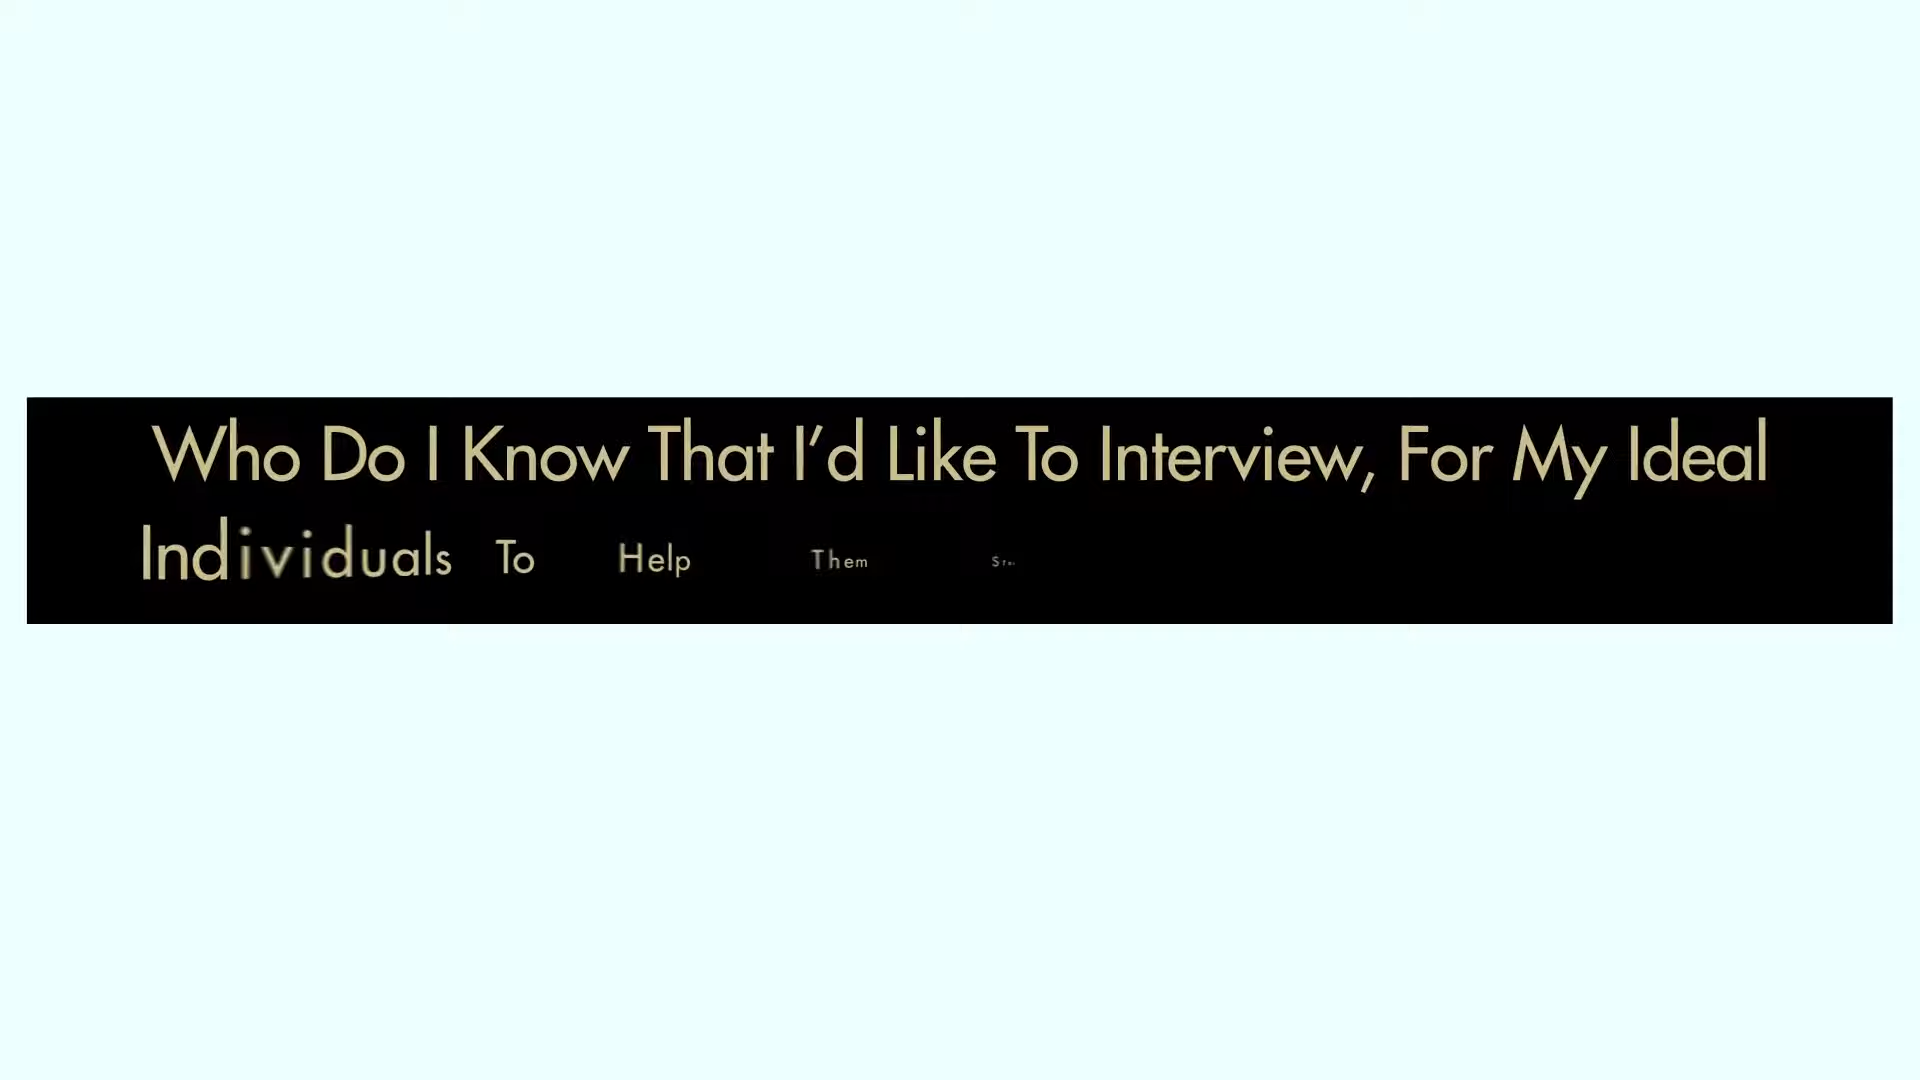 Who Do I Know That I’d Like To Interview, For My Ideal
Individuals To Help Them